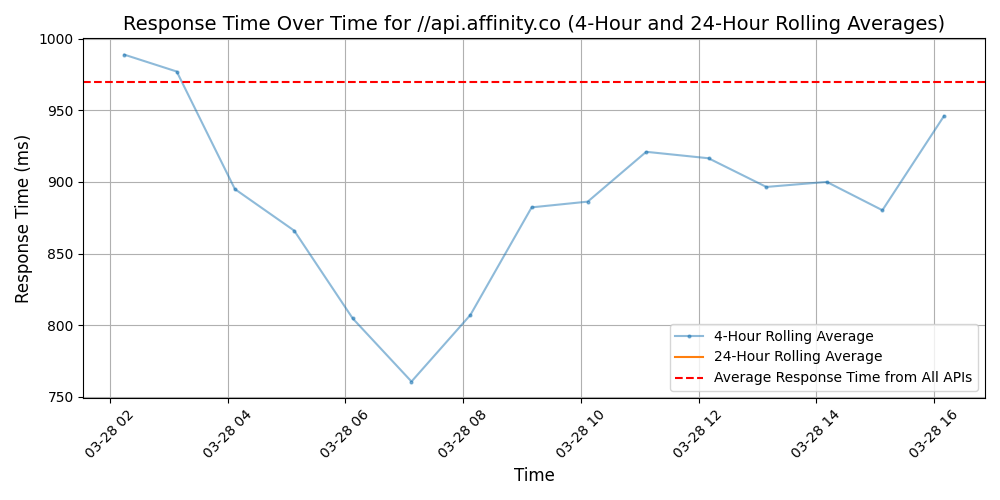 Response Time Over Time for //api.affinity.co (4-Hour and 24-Hour Rolling Averages)
Response Time (ms)
1000
950
900
850
800
750
4-Hour Rolling Average
24-Hour Rolling Average
Average Response Time from All APIs
03-28 02
03-28 04
03-28 06
03-28 08
03-28 10
03-28 12
03-28 14
03-28 16
Time